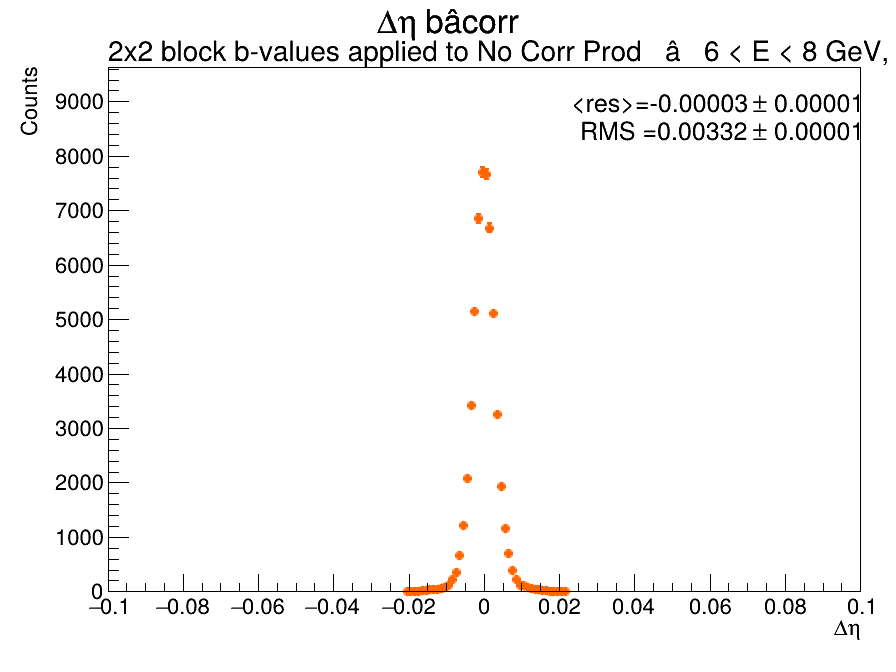 Δη bâcorr
2x2 block b-values applied to No Corr Prod â 6 < E < 8 GeV,
Counts
<res>=-0.00003 ± 0.00001
RMS =0.00332 ± 0.00001
9000
8000
7000
6000
5000
4000
3000
2000
1000
0
−0.1 −0.08 −0.06 −0.04 −0.02 0 0.02 0.04 0.06 0.08 0.1
Δη